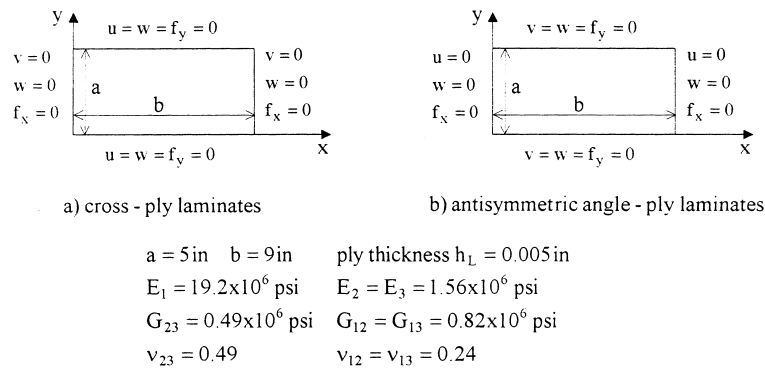 y
u = w = f_y = 0
v = 0
w = 0
f_x = 0
a
b
v = 0
w = 0
f_x = 0
x
u = w = f_y = 0
a) cross - ply laminates
y
v = w = f_y = 0
u = 0
w = 0
f_x = 0
a
b
u = 0
w = 0
f_x = 0
x
v = w = f_y = 0
b) antisymmetric angle - ply laminates
a = 5in b = 9in ply thickness h_L = 0.005in
E_1 = 19.2x10^6 psi E_2 = E_3 = 1.56x10^6 psi
G_23 = 0.49x10^6 psi G_12 = G_13 = 0.82x10^6 psi
ν_23 = 0.49 ν_12 = ν_13 = 0.24